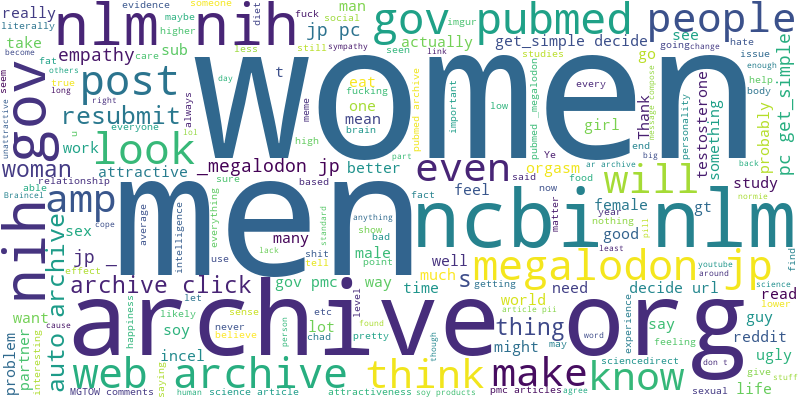 really nlm nih evidence someone fuck man gov pubmed people
literally maybe diet social imgur
become take higher jp pc actually get_simple decide see going change hate
seem others fat empathy sub less still sympathy seen link studies go issue enough
true long post day t women every help body
unattractive right resubmit always meme fucking eat one mean brain pubmed archive pubmed _megalodon important low girl Thank message compose personality testosterone something probably pc get_simple
gov u everyone work lol look high part end big back
woman able attractive _megalodon jp better even orgasm Ye ar archive will study
relationship sure based said now food
nih Braincel cope amp average intelligence everything men fact feel female year gt normie
sex many anything ncbi nlm matter good nothing pill least
auto archive jp _ use standard show male well megalodon jp youtube around find
effect lack shit bad point s science
archive click tell much getting need decide url read
want cause happiness likely let etc gov pmc way time world article pii experience lower
partner soy never sense level archive org thing say guy
problem interesting incel believe lot person chad found pretty though might may word feeling reddit don t
web archive think make know sciencedirect ugly
saying give stuff
MGTOW comments human science article attractiveness soy products pmc articles agree sexual life